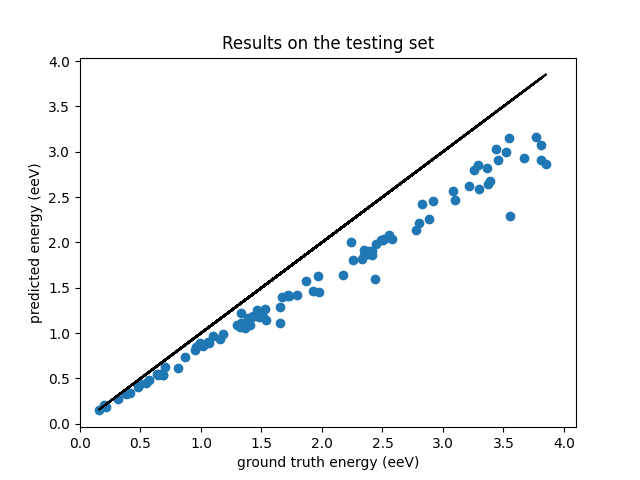 Results on the testing set
4.0
3.5
3.0
2.5
2.0
1.5
1.0
0.5
0.0
predicted energy (eeV)
0.0 0.5 1.0 1.5 2.0 2.5 3.0 3.5 4.0
ground truth energy (eeV)